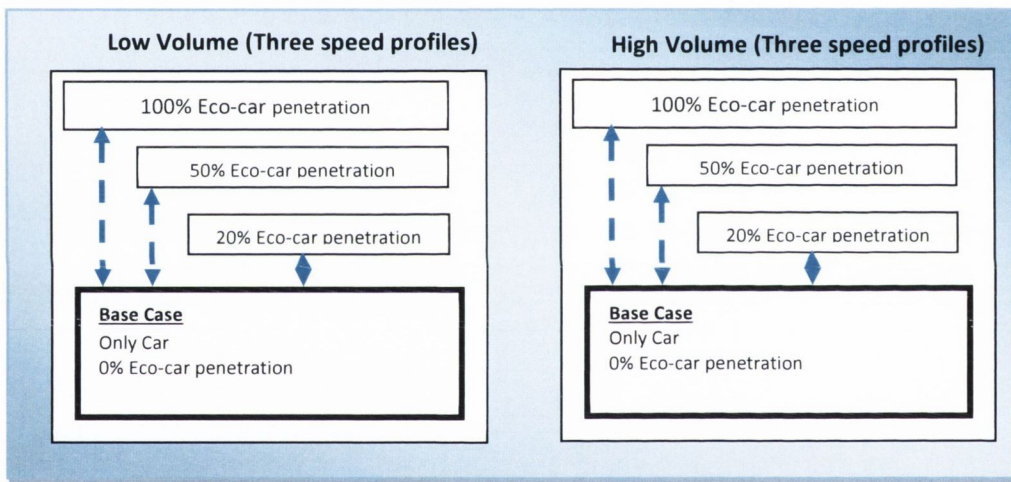 Low Volume (Three speed profiles)
100% Eco-car penetration
50% Eco-car penetration
20% Eco-car penetration
Base Case
Only Car
0% Eco-car penetration
High Volume (Three speed profiles)
100% Eco-car penetration
50% Eco-car penetration
20% Eco-car penetration
Base Case
Only Car
0% Eco-car penetration